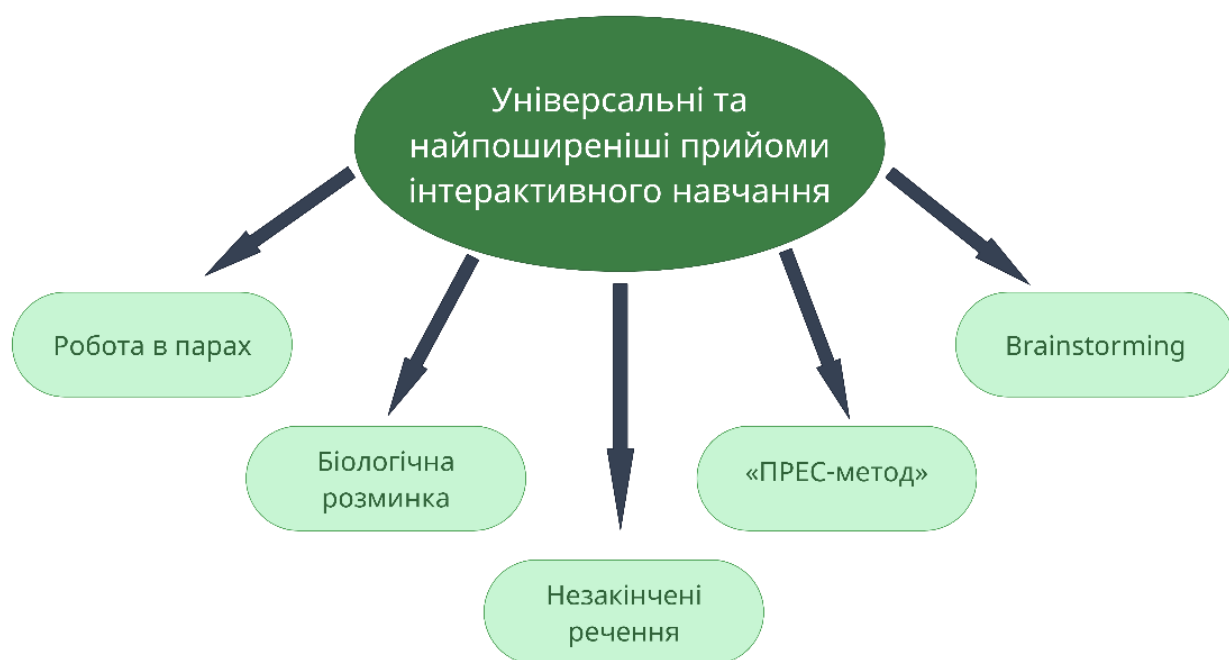 Універсальні та
найпоширеніші прийоми
інтерактивного навчання
Робота в парах
Brainstorming
Біологічна
розминка
«ПРЕС-метод»
Незакінчені
речення